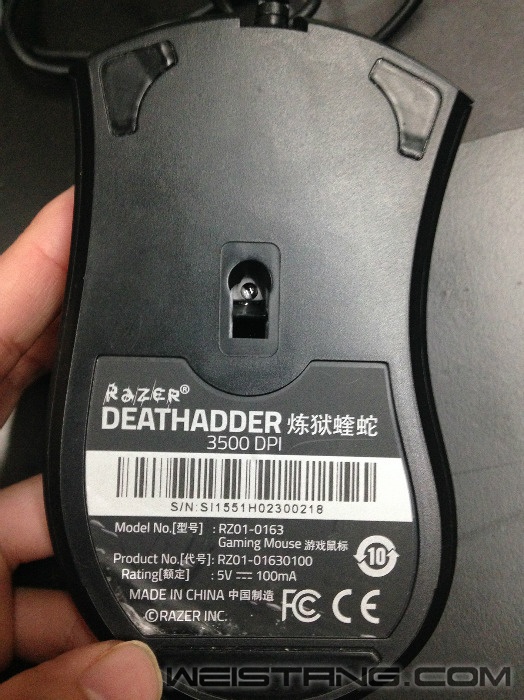 RAZER®
DEATHADDER 炼狱蝰蛇
3500 DPI
S/N:SI1551H02300218
Model No.[型号] : RZ01-0163
Gaming Mouse 游戏鼠标
Product No.[代号]: RZ01-01630100
Rating[额定] : 5V ⎓ 100mA
10
MADE IN CHINA 中国制造
FC CE
©RAZER INC.
WEISTANG.COM